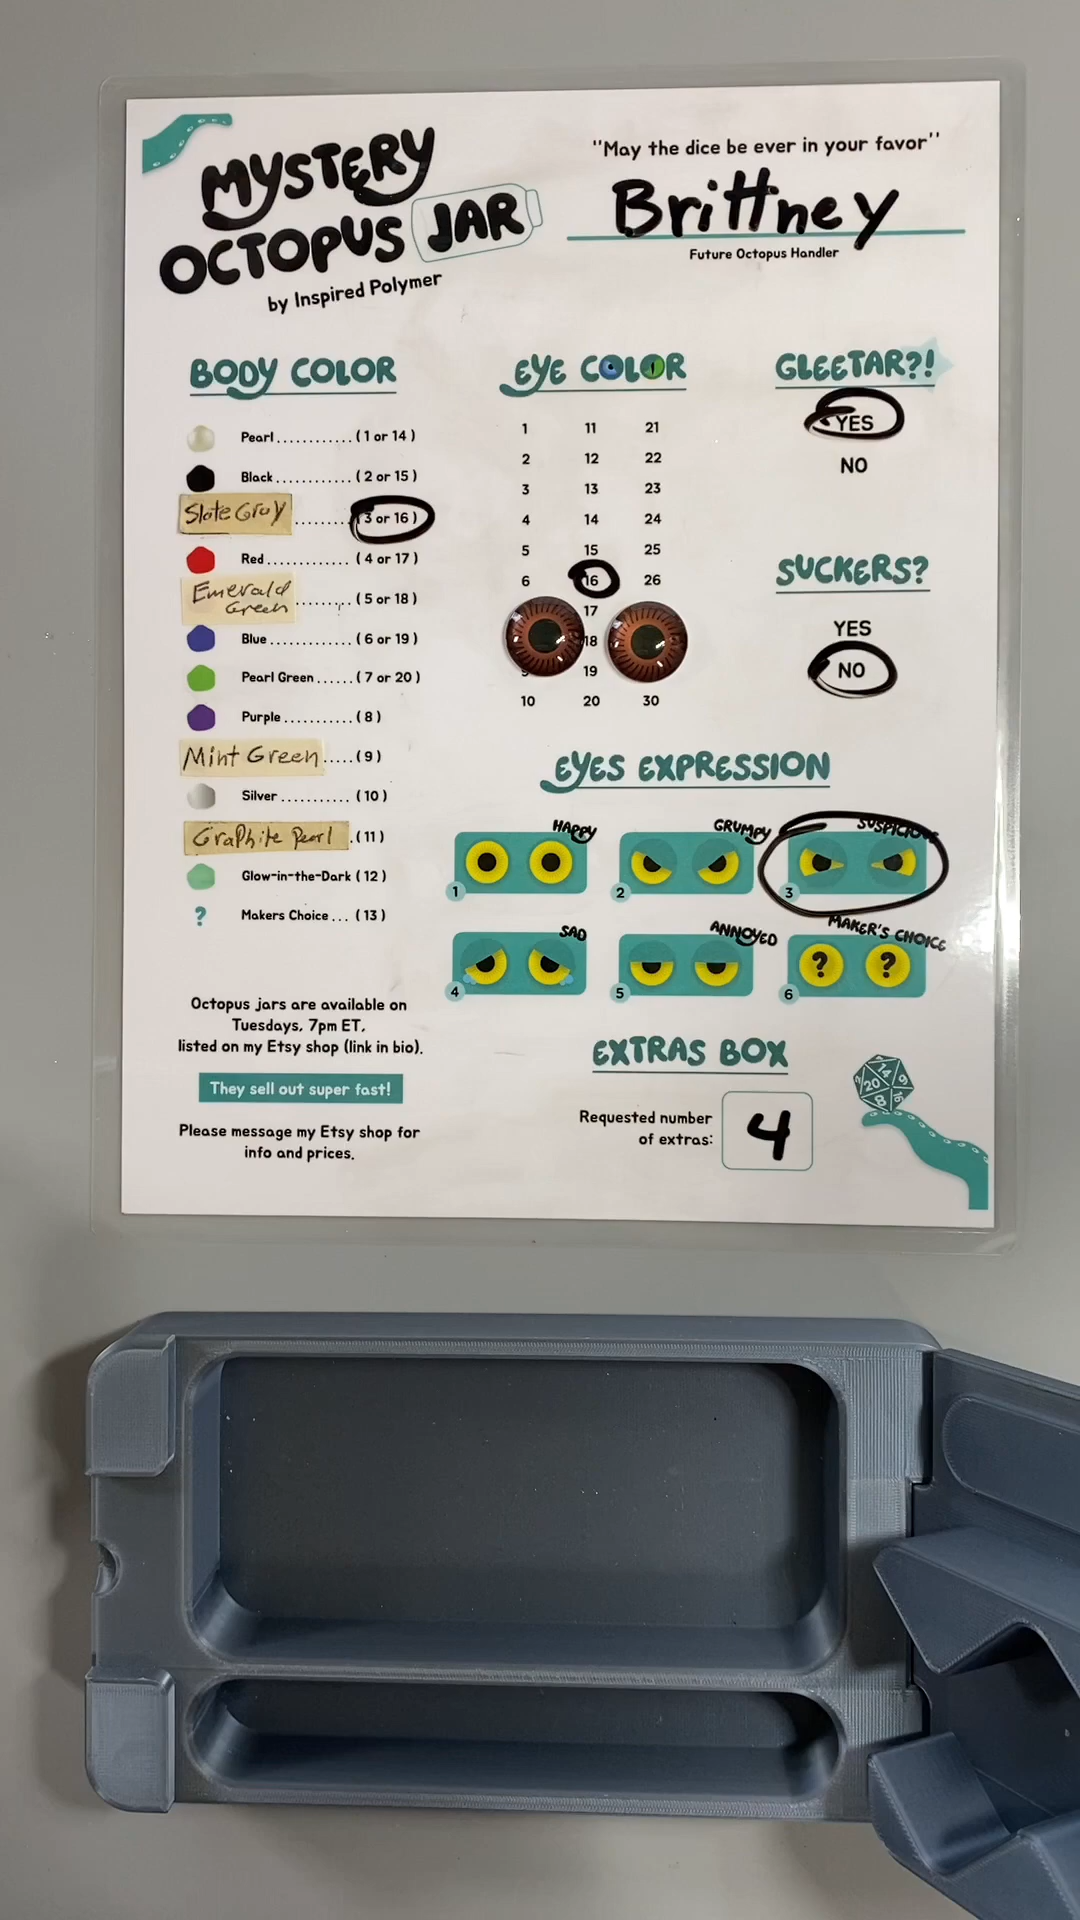 MYSTERY
OCTOPUS JAR
by Inspired Polymer
"May the dice be ever in your favor"
Brittney
Future Octopus Handler
BODY COLOR
Pearl............( 1 or 14 )
Black............( 2 or 15 )
Slate Gray ........( 3 or 16 )
Red............( 4 or 17 )
Emerald
Green ........( 5 or 18 )
Blue............( 6 or 19 )
Pearl Green......( 7 or 20 )
Purple..........( 8 )
Mint Green.....( 9 )
Silver..........( 10 )
Graphite Pearl.( 11 )
Glow-in-the-Dark ( 12 )
? Makers Choice...( 13 )
Octopus jars are available on
Tuesdays, 7pm ET,
listed on my Etsy shop (link in bio).
They sell out super fast!
Please message my Etsy shop for
info and prices.
EYE COLOR
1 11 21
2 12 22
3 13 23
4 14 24
5 15 25
6 16 26
17
18
9 19
10 20 30
GLEETAR?!
YES
NO
SUCKERS?
YES
NO
EYES EXPRESSION
HAPPY
1
GRUMPY
2
SUSPICIOUS
3
SAD
4
ANNOYED
5
MAKER'S CHOICE
? ?
6
EXTRAS BOX
Requested number
of extras:
4
14
2 20 9
8 16